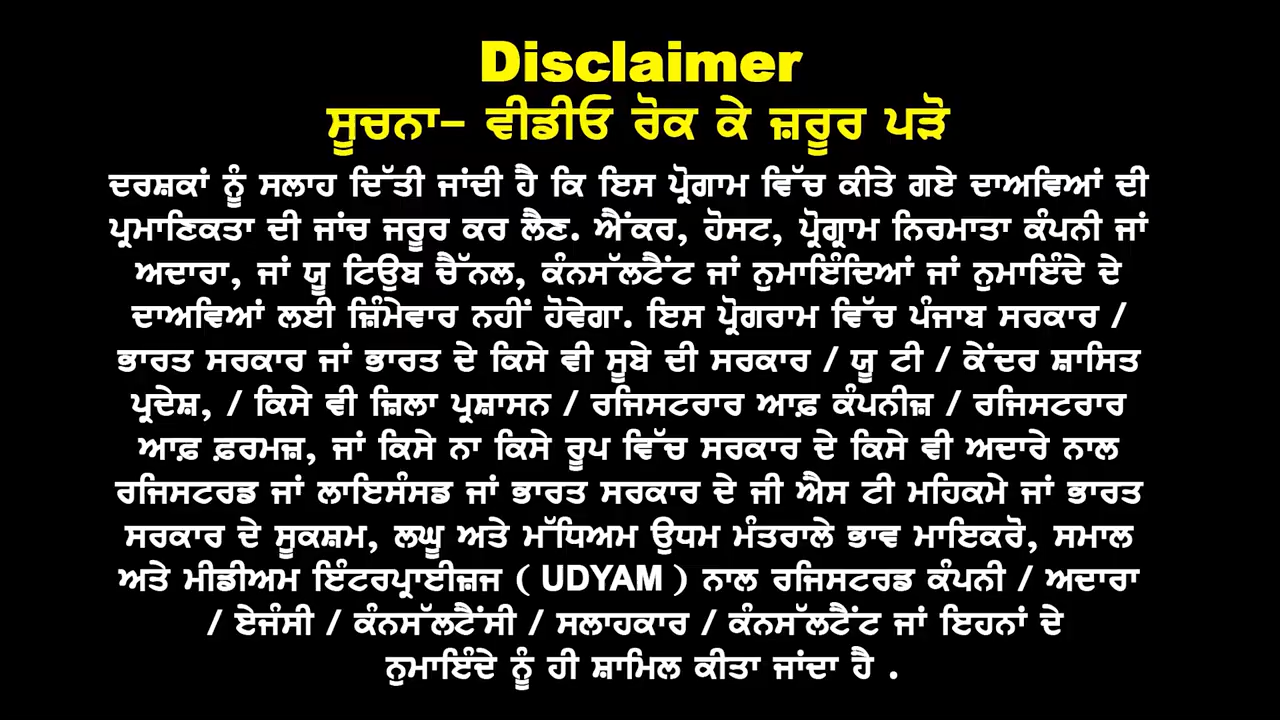 Disclaimer
ਸੂਚਨਾ- ਵੀਡੀਓ ਰੋਕ ਕੇ ਜ਼ਰੂਰ ਪੜੋ
ਦਰਸ਼ਕਾਂ ਨੂੰ ਸਲਾਹ ਦਿੱਤੀ ਜਾਂਦੀ ਹੈ ਕਿ ਇਸ ਪ੍ਰੋਗਾਮ ਵਿੱਚ ਕੀਤੇ ਗਏ ਦਾਅਵਿਆਂ ਦੀ
ਪ੍ਰਮਾਣਿਕਤਾ ਦੀ ਜਾਂਚ ਜਰੂਰ ਕਰ ਲੈਣ. ਐਂਕਰ, ਹੋਸਟ, ਪ੍ਰੋਗ੍ਰਾਮ ਨਿਰਮਾਤਾ ਕੰਪਨੀ ਜਾਂ
ਅਦਾਰਾ, ਜਾਂ ਯੂ ਟਿਊਬ ਚੈੱਨਲ, ਕੰਨਸੱਲਟੈਂਟ ਜਾਂ ਨੁਮਾਇੰਦਿਆਂ ਜਾਂ ਨੁਮਾਇੰਦੇ ਦੇ
ਦਾਅਵਿਆਂ ਲਈ ਜ਼ਿੰਮੇਵਾਰ ਨਹੀਂ ਹੋਵੇਗਾ. ਇਸ ਪ੍ਰੋਗਰਾਮ ਵਿੱਚ ਪੰਜਾਬ ਸਰਕਾਰ /
ਭਾਰਤ ਸਰਕਾਰ ਜਾਂ ਭਾਰਤ ਦੇ ਕਿਸੇ ਵੀ ਸੂਬੇ ਦੀ ਸਰਕਾਰ / ਯੂ ਟੀ / ਕੇਂਦਰ ਸ਼ਾਸਿਤ
ਪ੍ਰਦੇਸ਼, / ਕਿਸੇ ਵੀ ਜ਼ਿਲਾ ਪ੍ਰਸ਼ਾਸਨ / ਰਜਿਸਟਰਾਰ ਆਫ਼ ਕੰਪਨੀਜ਼ / ਰਜਿਸਟਰਾਰ
ਆਫ਼ ਫ਼ਰਮਜ਼, ਜਾਂ ਕਿਸੇ ਨਾ ਕਿਸੇ ਰੂਪ ਵਿੱਚ ਸਰਕਾਰ ਦੇ ਕਿਸੇ ਵੀ ਅਦਾਰੇ ਨਾਲ
ਰਜਿਸਟਰਡ ਜਾਂ ਲਾਇਸੰਸਡ ਜਾਂ ਭਾਰਤ ਸਰਕਾਰ ਦੇ ਜੀ ਐਸ ਟੀ ਮਹਿਕਮੇ ਜਾਂ ਭਾਰਤ
ਸਰਕਾਰ ਦੇ ਸੂਕਸ਼ਮ, ਲਘੂ ਅਤੇ ਮੱਧਿਅਮ ਉਧਮ ਮੰਤਰਾਲੇ ਭਾਵ ਮਾਇਕਰੋ, ਸਮਾਲ
ਅਤੇ ਮੀਡੀਅਮ ਇੰਟਰਪ੍ਰਾਈਜ਼ਜ ( UDYAM ) ਨਾਲ ਰਜਿਸਟਰਡ ਕੰਪਨੀ / ਅਦਾਰਾ
/ ਏਜੰਸੀ / ਕੰਨਸੱਲਟੈਂਸੀ / ਸਲਾਹਕਾਰ / ਕੰਨਸੱਲਟੈਂਟ ਜਾਂ ਇਹਨਾਂ ਦੇ
ਨੁਮਾਇੰਦੇ ਨੂੰ ਹੀ ਸ਼ਾਮਿਲ ਕੀਤਾ ਜਾਂਦਾ ਹੈ .